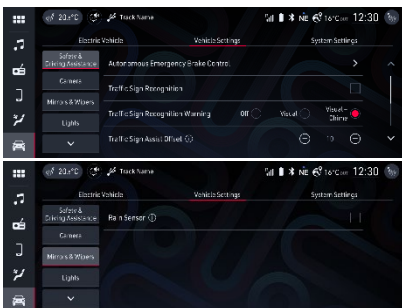 20.5°C Track Name NE 16°C 12:30
Electric Vehicle Vehicle Settings System Settings
Safety &
Driving Assistance
Autonomous Emergency Brake Control
Camera
Traffic Sign Recognition
Mirrors & Wipers
Traffic Sign Recognition Warning Off Visual Visual –
Chime
Lights
Traffic Sign Assist Offset 10
20.5°C Track Name NE 16°C 12:30
Electric Vehicle Vehicle Settings System Settings
Safety &
Driving Assistance
Rain Sensor
Camera
Mirrors & Wipers
Lights